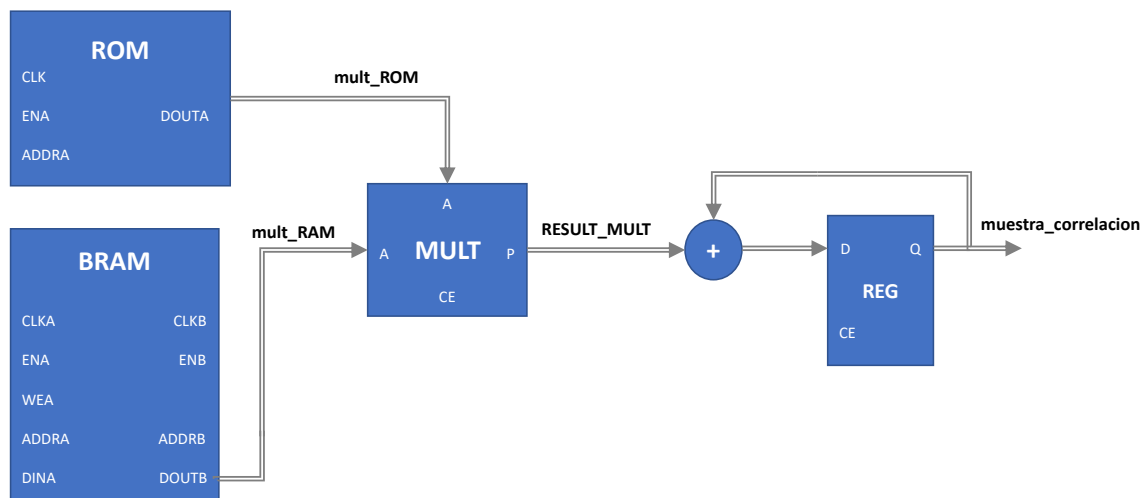 ROM
CLK
ENA
DOUTA
ADDRA
mult_ROM
BRAM
CLKA
CLKB
ENA
ENB
WEA
ADDRA
ADDRB
DINA
DOUTB
mult_RAM
A
A
MULT
P
CE
RESULT_MULT
+
D
Q
REG
CE
muestra_correlacion